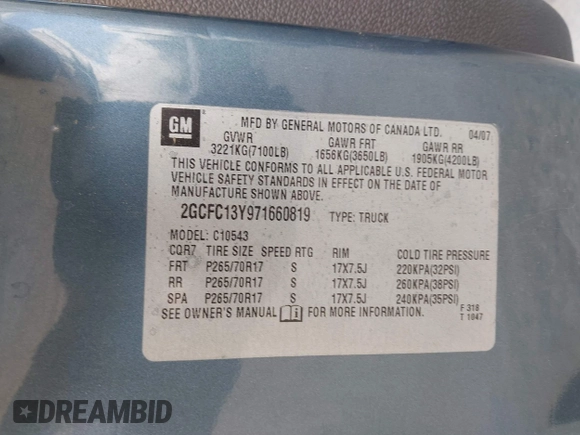 GM
MFD BY GENERAL MOTORS OF CANADA LTD. 04/07
GVWR GAWR FRT GAWR RR
3221KG(7100LB) 1656KG(3650LB) 1905KG(4200LB)
THIS VEHICLE CONFORMS TO ALL APPLICABLE U.S. FEDERAL MOTOR
VEHICLE SAFETY STANDARDS IN EFFECT ON THE DATE OF
MANUFACTURE SHOWN ABOVE.
2GCFC13Y971660819 TYPE: TRUCK
MODEL: C10543
CQR7 TIRE SIZE SPEED RTG RIM COLD TIRE PRESSURE
FRT P265/70R17 S 17X7.5J 220KPA(32PSI)
RR P265/70R17 S 17X7.5J 260KPA(38PSI)
SPA P265/70R17 S 17X7.5J 240KPA(35PSI)
SEE OWNER'S MANUAL i FOR MORE INFORMATION.
F 318
T 1847
DREAMBID